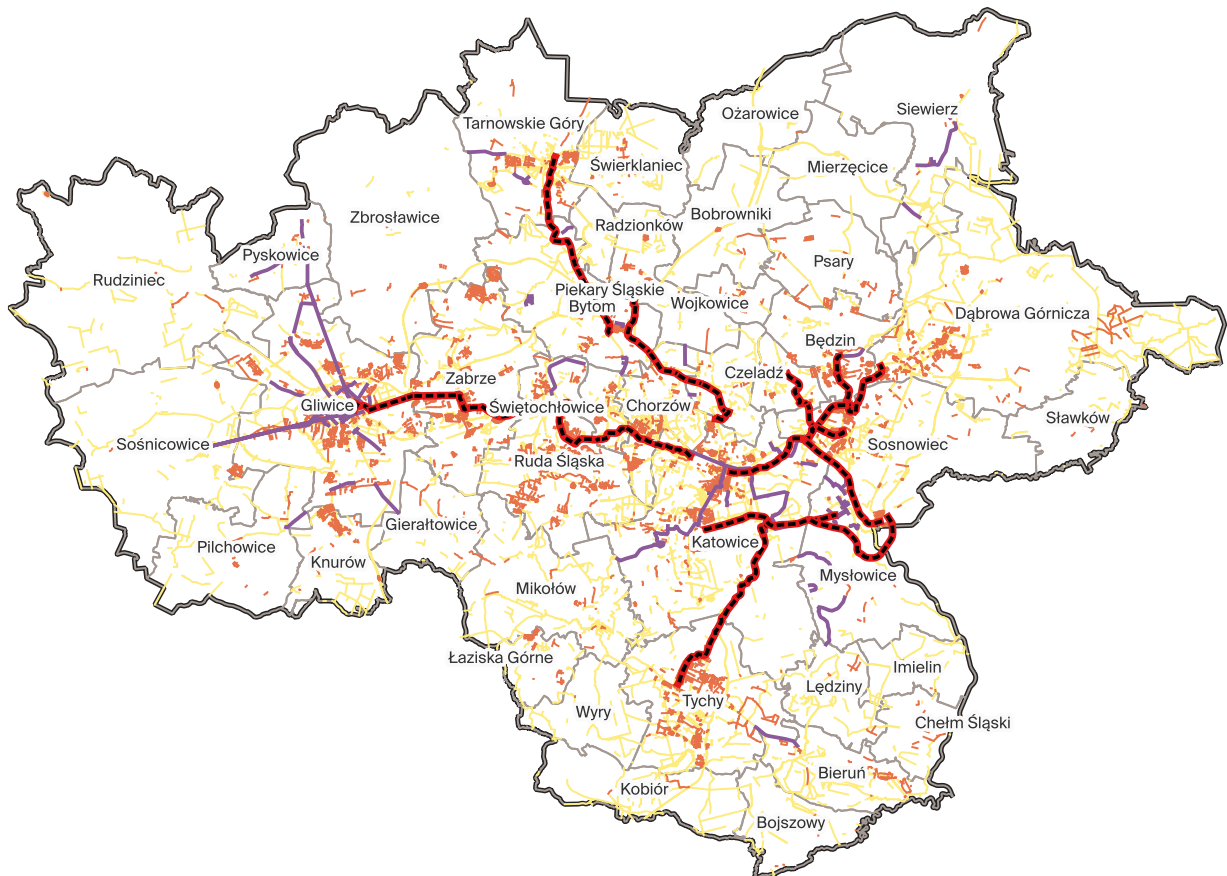 Ożarowice
Siewierz
Tarnowskie Góry
Świerklaniec
Mierzęcice
Zbrosławice
Radzionków
Bobrowniki
Pyskowice
Psary
Rudziniec
Piekary Śląskie
Bytom
Wojkowice
Dąbrowa Górnicza
Będzin
Czeladź
Zabrze
Gliwice
Świętochłowice
Chorzów
Sławków
Sośnicowice
Sosnowiec
Ruda Śląska
Gierałtowice
Katowice
Pilchowice
Knurów
Mysłowice
Mikołów
Łaziska Górne
Imielin
Lędziny
Tychy
Wyry
Chełm Śląski
Bieruń
Kobiór
Bojszowy